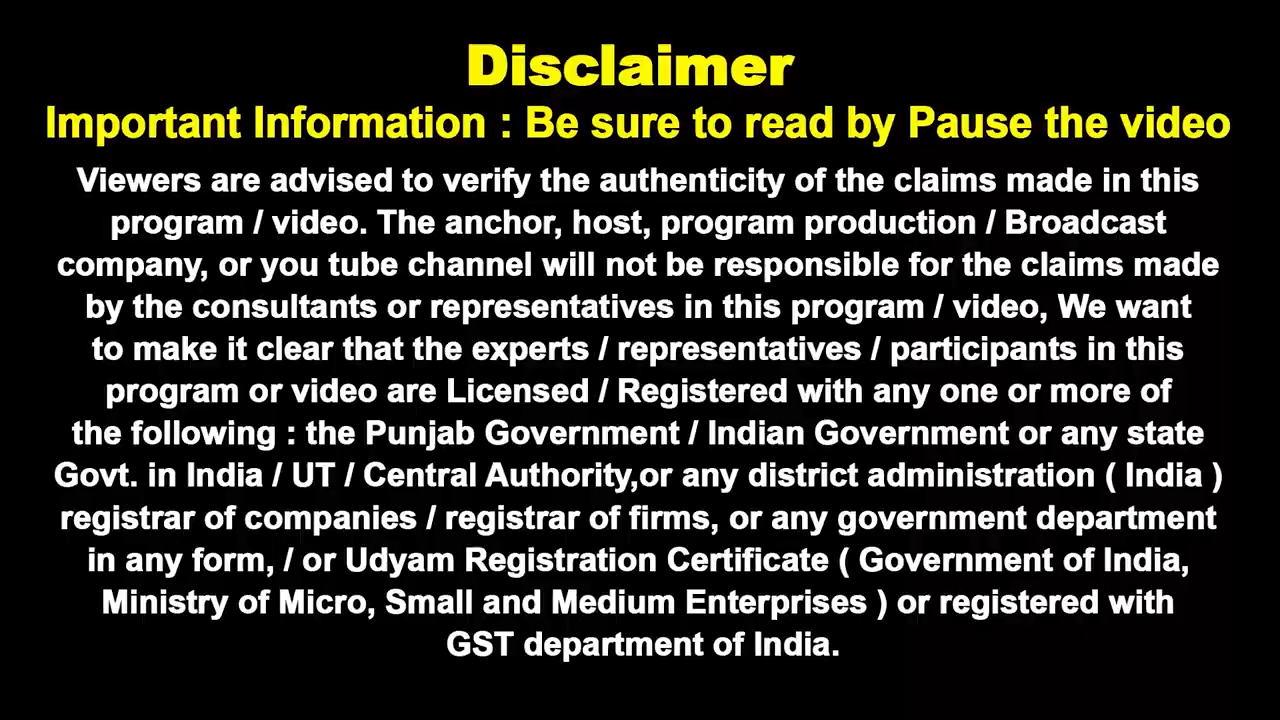 Disclaimer
Important Information : Be sure to read by Pause the video
Viewers are advised to verify the authenticity of the claims made in this
program / video. The anchor, host, program production / Broadcast
company, or you tube channel will not be responsible for the claims made
by the consultants or representatives in this program / video, We want
to make it clear that the experts / representatives / participants in this
program or video are Licensed / Registered with any one or more of
the following : the Punjab Government / Indian Government or any state
Govt. in India / UT / Central Authority,or any district administration ( India )
registrar of companies / registrar of firms, or any government department
in any form, / or Udyam Registration Certificate ( Government of India,
Ministry of Micro, Small and Medium Enterprises ) or registered with
GST department of India.